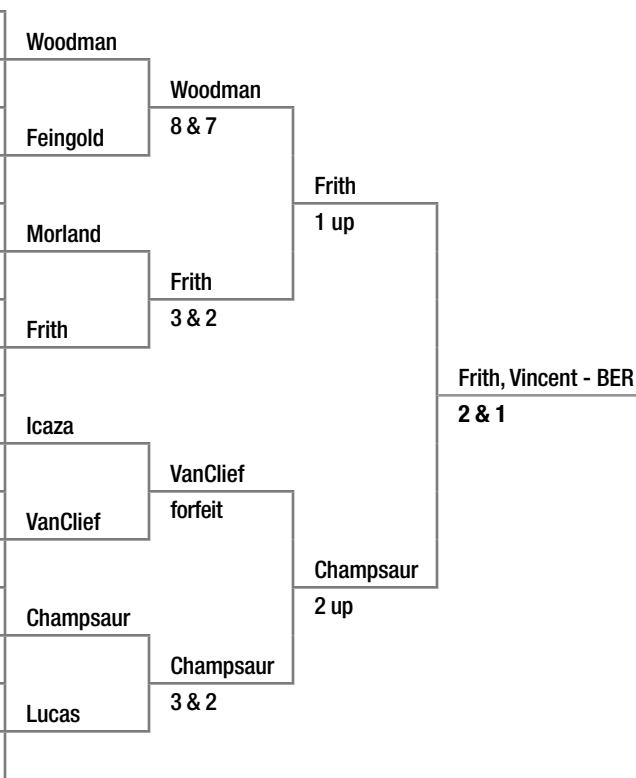 Woodman
Feingold
Morland
Frith
Icaza
VanClief
Champsaur
Lucas
Woodman
8 & 7
Frith
3 & 2
VanClief
forfeit
Champsaur
3 & 2
Frith
1 up
Champsaur
2 up
Frith, Vincent - BER
2 & 1